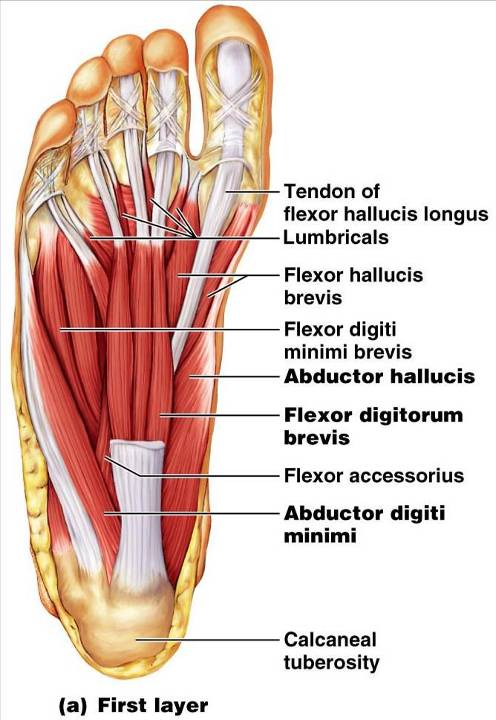 Tendon of
flexor hallucis longus
Lumbricals
Flexor hallucis
brevis
Flexor digiti
minimi brevis
Abductor hallucis
Flexor digitorum
brevis
Flexor accessorius
Abductor digiti
minimi
Calcaneal
tuberosity
(a) First layer